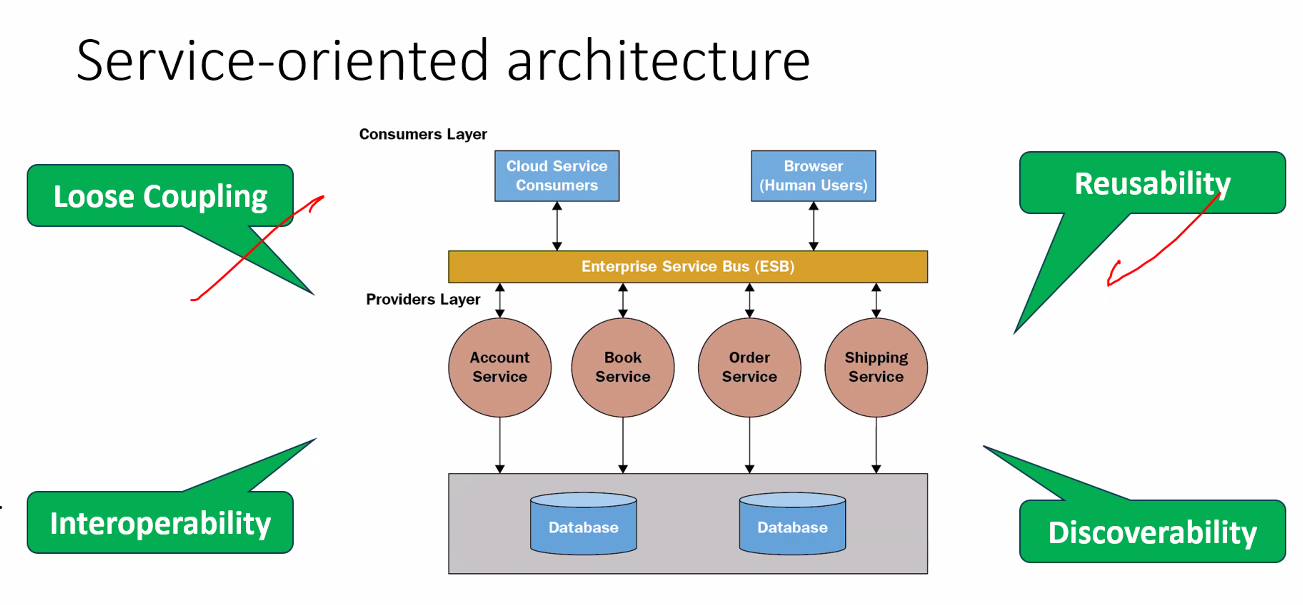 Service-oriented architecture
Consumers Layer
Loose Coupling
Cloud Service
Consumers
Browser
(Human Users)
Reusability
Enterprise Service Bus (ESB)
Providers Layer
Account
Service
Book
Service
Order
Service
Shipping
Service
Interoperability
Database
Database
Discoverability